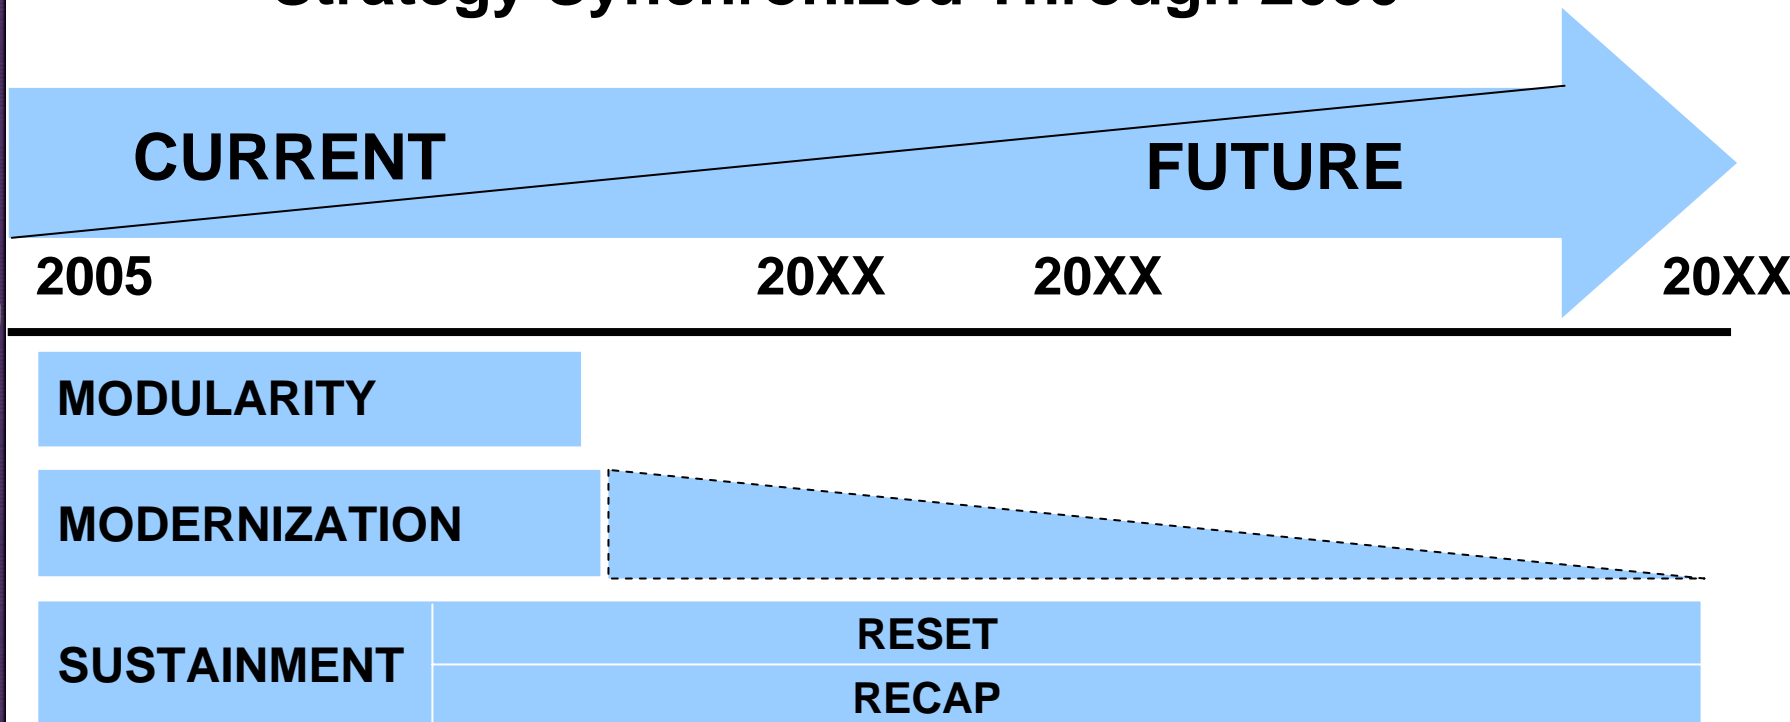 CURRENT
FUTURE
2005 20XX 20XX 20XX
MODULARITY
MODERNIZATION
SUSTAINMENT
RESET
RECAP